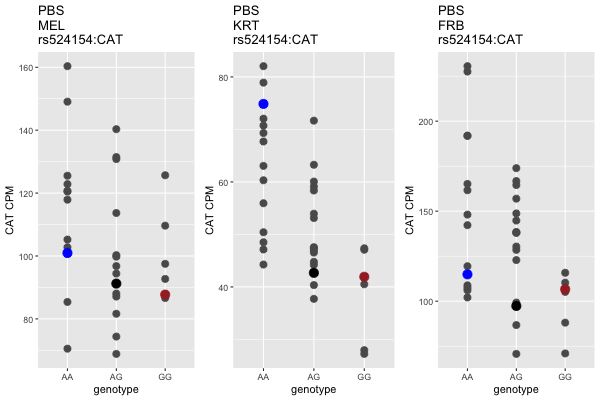 PBS
MEL
rs524154:CAT
160
140
120
100
80
CAT CPM
AA
AG
GG
genotype
PBS
KRT
rs524154:CAT
80
60
40
CAT CPM
AA
AG
GG
genotype
PBS
FRB
rs524154:CAT
200
150
100
CAT CPM
AA
AG
GG
genotype